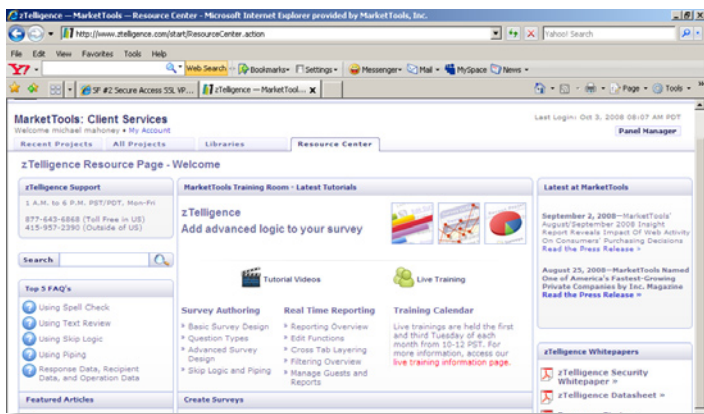 zTelligence — MarketTools — Resource Center - Microsoft Internet Explorer provided by MarketTools, Inc.
http://www.ztelligence.com/start/ResourceCenter.action
Yahoo! Search
File Edit View Favorites Tools Help
Web Search Bookmarks Settings Messenger Mail MySpace News
SF #2 Secure Access SSL VP... zTelligence — MarketTool... Page Tools
MarketTools: Client Services
Last Login: Oct 3, 2008 08:07 AM PDT
Welcome michael mahoney • My Account
Panel Manager
Recent Projects All Projects Libraries Resource Center
zTelligence Resource Page - Welcome
zTelligence Support
1 A.M. to 6 P.M. PST/PDT, Mon-Fri
877-643-6868 (Toll Free in US)
415-957-2390 (Outside of US)
Search
Top 5 FAQ's
Using Spell Check
Using Text Review
Using Skip Logic
Using Piping
Response Data, Recipient
Data, and Operation Data
Featured Articles
MarketTools Training Room - Latest Tutorials
zTelligence
Add advanced logic to your survey
Tutorial Videos
Live Training
Survey Authoring
Basic Survey Design
Question Types
Advanced Survey
Design
Skip Logic and Piping
Real Time Reporting
Reporting Overview
Edit Functions
Cross Tab Layering
Filtering Overview
Manage Guests and
Reports
Training Calendar
Live trainings are held the first
and third Tuesday of each
month from 10-12 PST. For
more information, access our
live training information page.
Create Surveys
Latest at MarketTools
September 2, 2008—MarketTools'
August/September 2008 Insight
Report Reveals Impact Of Web Activity
On Consumers' Purchasing Decisions
Read the Press Release »
August 25, 2008—MarketTools Named
One of America's Fastest-Growing
Private Companies by Inc. Magazine
Read the Press Release »
zTelligence Whitepapers
zTelligence Security
Whitepaper »
zTelligence Datasheet »